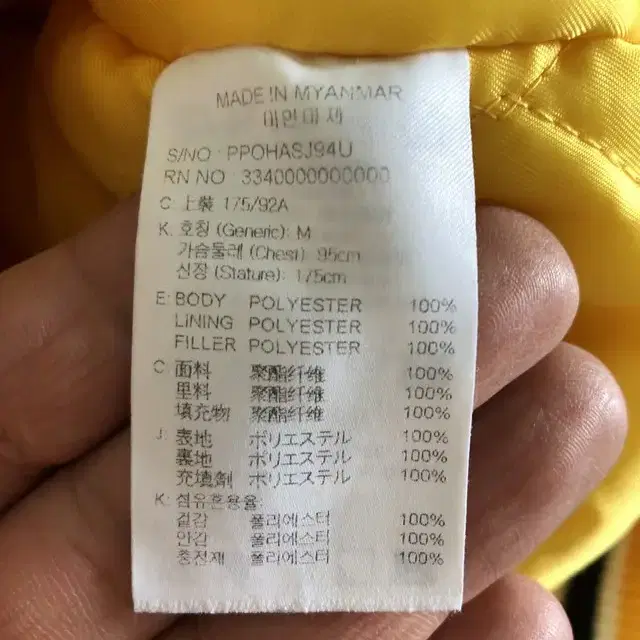 MADE IN MYANMAR
미얀마 제
S/NO : PPOHASJ94U
RN NO : 3340000000000
C: 上裝 175/92A
K: 호칭 (Generic): M
가슴둘레 (Chest): 95cm
신장 (Stature): 175cm
E: BODY POLYESTER 100%
LINING POLYESTER 100%
FILLER POLYESTER 100%
C: 面料 聚酯纤维 100%
里料 聚酯纤维 100%
填充物 聚酯纤维 100%
J: 表地 ポリエステル 100%
裏地 ポリエステル 100%
充填劑 ポリエステル 100%
K: 섬유혼용율:
겉감 폴리에스터 100%
안감 폴리에스터 100%
충전재 폴리에스터 100%